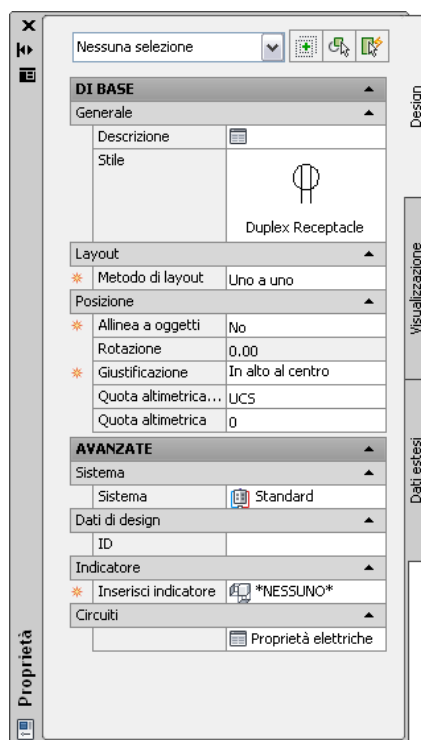 Nessuna selezione
DI BASE
Generale
Descrizione
Stile
Duplex Receptacle
Layout
Metodo di layout Uno a uno
Posizione
Allinea a oggetti No
Rotazione 0.00
Giustificazione In alto al centro
Quota altimetrica... UCS
Quota altimetrica 0
AVANZATE
Sistema
Sistema Standard
Dati di design
ID
Indicatore
Inserisci indicatore *NESSUNO*
Circuiti
Proprietà elettriche
Design
Visualizzazione
Dati estesi
Proprietà